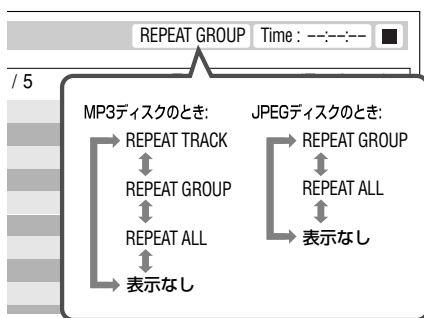 REPEAT GROUP Time : --:--:--
/ 5
MP3ディスクのとき:
REPEAT TRACK
REPEAT GROUP
REPEAT ALL
表示なし
JPEGディスクのとき:
REPEAT GROUP
REPEAT ALL
表示なし